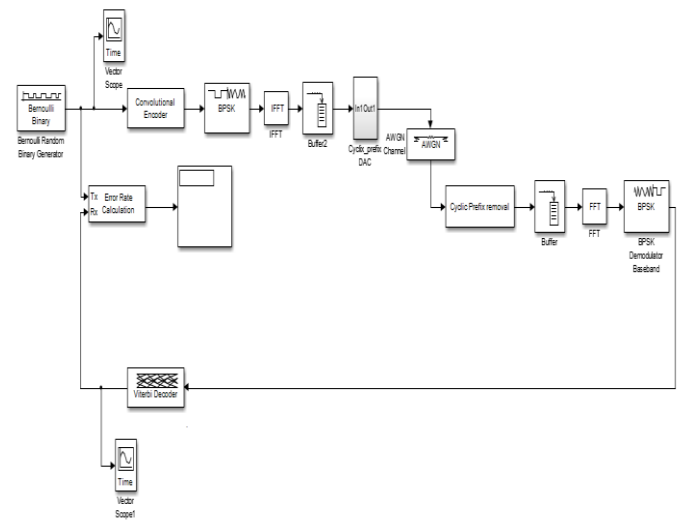 Time
Vector
Scope
Bernoulli
Binary
Bernoulli Random
Binary Generator
Convolutional
Encoder
BPSK
IFFT
IFFT
Buffer2
In1 Out1
Cyclix_prefix
DAC
AWGN
Channel
AWGN
Tx
Rx
Error Rate
Calculation
Cyclic Prefix removal
Buffer
FFT
FFT
BPSK
BPSK
Demodulator
Baseband
Viterbi Decoder
Time
Vector
Scope1